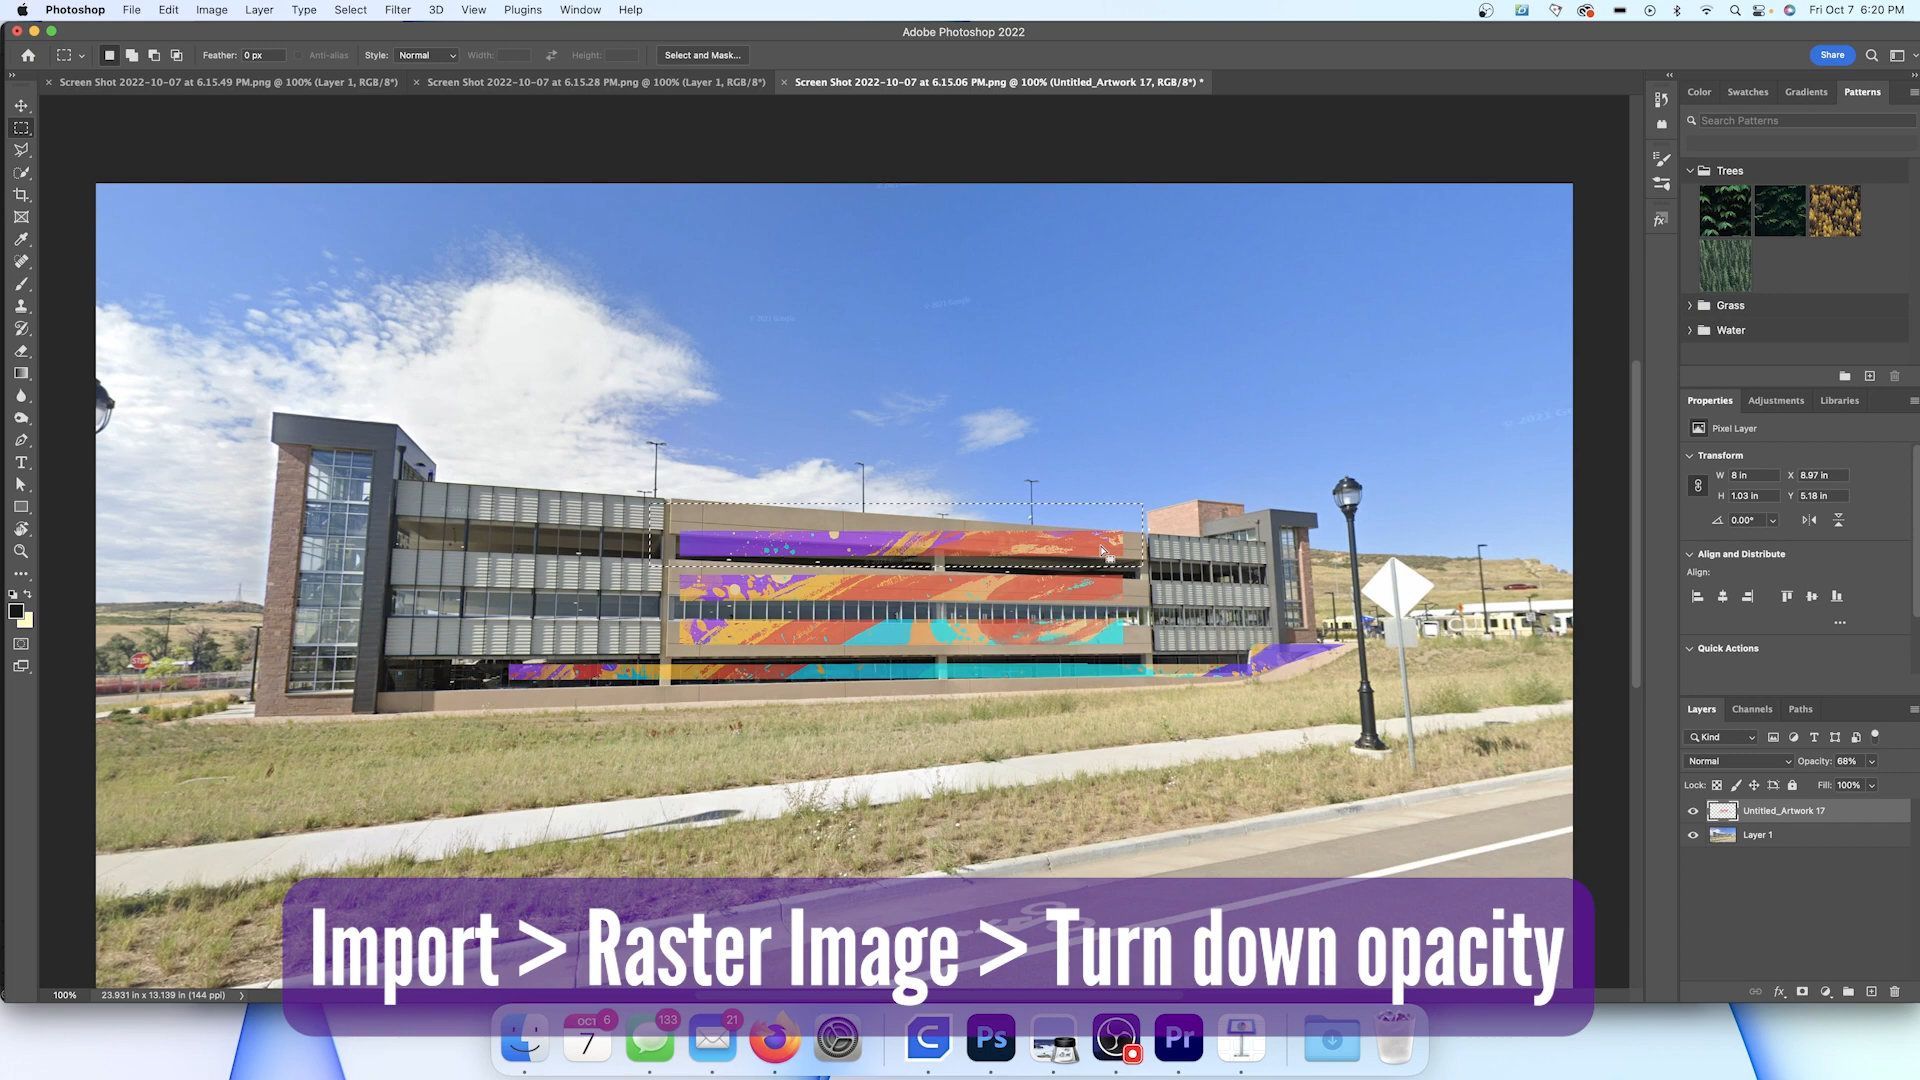 Photoshop File Edit Image Layer Type Select Filter 3D View Plugins Window Help Fri Oct 7 6:20 PM
Adobe Photoshop 2022
Feather: 0 px Anti-alias Style: Normal Width: Height: Select and Mask... Share
Screen Shot 2022-10-07 at 6.15.49 PM.png @ 100% (Layer 1, RGB/8*) Screen Shot 2022-10-07 at 6.15.28 PM.png @ 100% (Layer 1, RGB/8*) Screen Shot 2022-10-07 at 6.15.06 PM.png @ 100% (Untitled_Artwork 17, RGB/8*) *
Color Swatches Gradients Patterns
Search Patterns
Trees
Grass
Water
Properties Adjustments Libraries
Pixel Layer
Transform
W 8 in X 8.97 in
H 1.03 in Y 5.18 in
0.00°
Align and Distribute
Align:
Quick Actions
Layers Channels Paths
Kind
Normal Opacity: 68%
Lock: Fill: 100%
Untitled_Artwork 17
Layer 1
Import > Raster Image > Turn down opacity
100% 23.931 in x 13.139 in (144 ppi)
OCT 6 133 21
7 Ps Pr